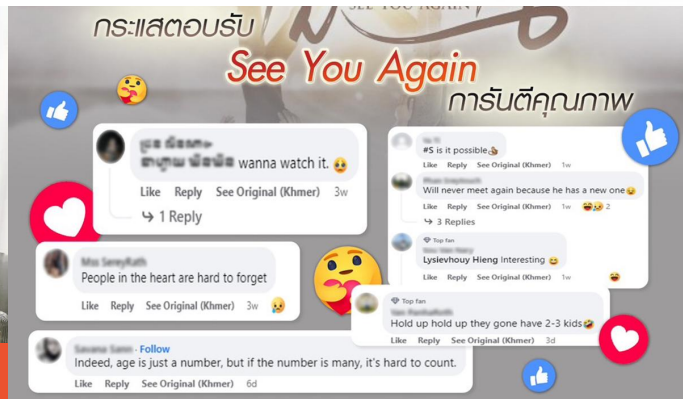 SEE YOU AGAIN
กระแสตอบรับ
See You Again
การันตีคุณภาพ
wanna watch it. 🥹
Like Reply See Original (Khmer) 3w
↳ 1 Reply
#S is it possible
Like Reply See Original (Khmer) 1w
Will never meet again because he has a new one😉
Like Reply See Original (Khmer) 1w 2
↳ 3 Replies
Top fan
Lysievhouy Hieng Interesting 😄
Like Reply See Original (Khmer) 1w
People in the heart are hard to forget
Like Reply See Original (Khmer) 3w
Top fan
Hold up hold up they gone have 2-3 kids🤣
Like Reply See Original (Khmer) 3d
· Follow
Indeed, age is just a number, but if the number is many, it's hard to count.
Like Reply See Original (Khmer) 6d